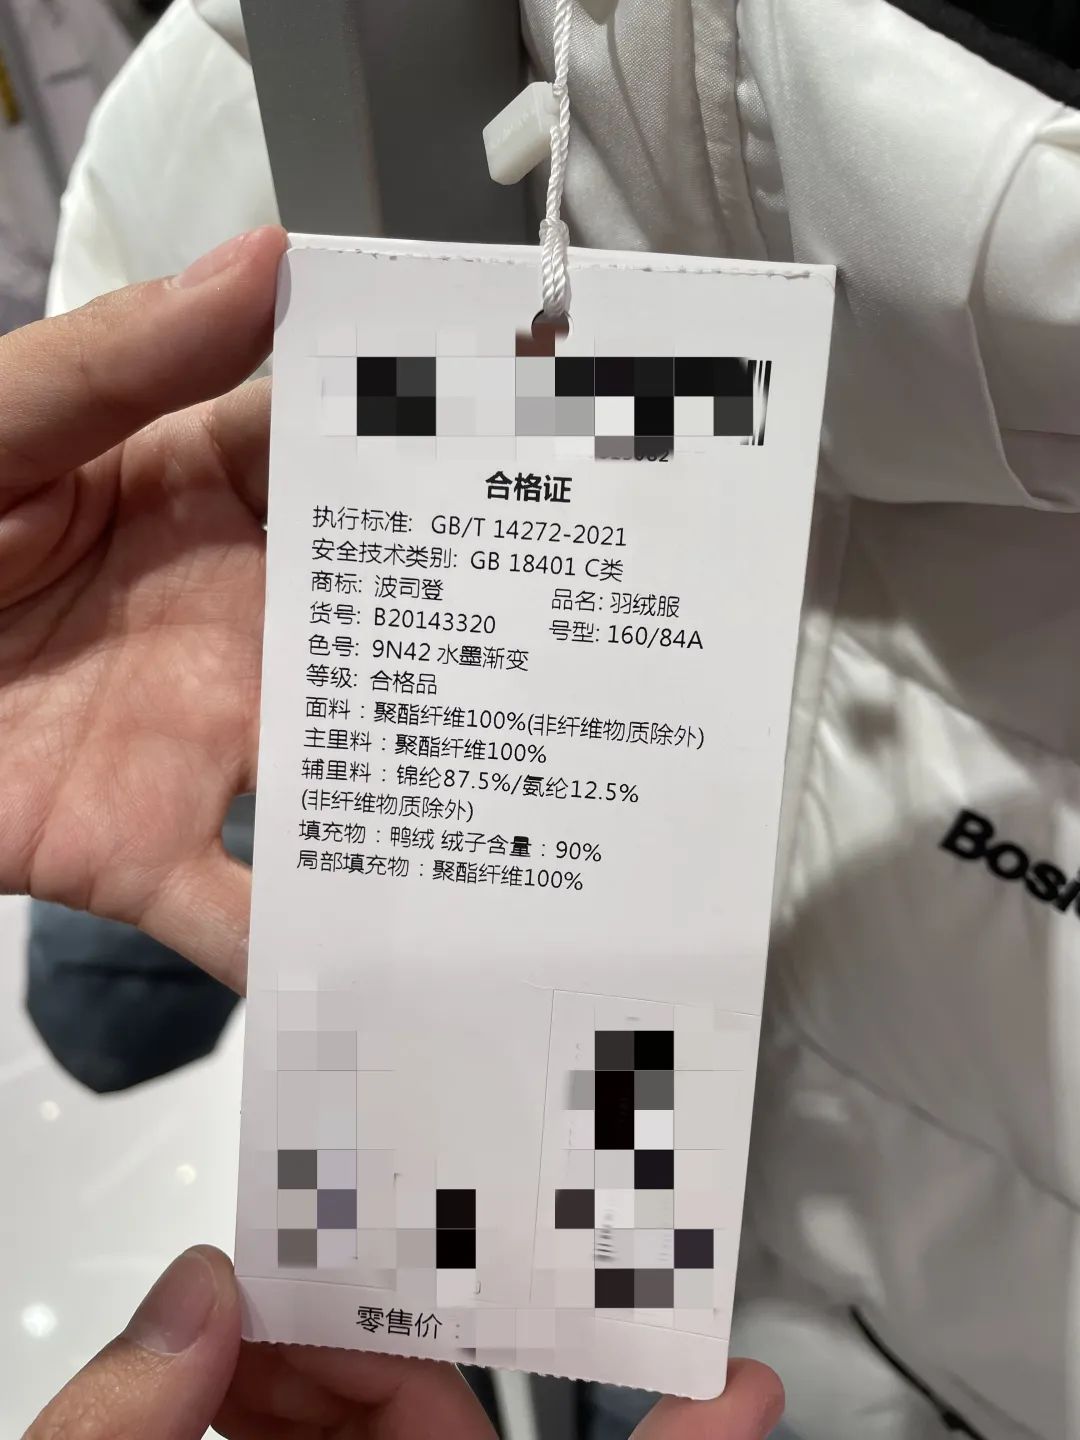 合格证
执行标准: GB/T 14272-2021
安全技术类别: GB 18401 C类
商标: 波司登 品名: 羽绒服
货号: B20143320 号型: 160/84A
色号: 9N42 水墨渐变
等级: 合格品
面料：聚酯纤维100%(非纤维物质除外)
主里料：聚酯纤维100%
辅里料：锦纶87.5%/氨纶12.5%
(非纤维物质除外)
填充物：鸭绒 绒子含量：90%
局部填充物：聚酯纤维100%
零售价：
Bosi